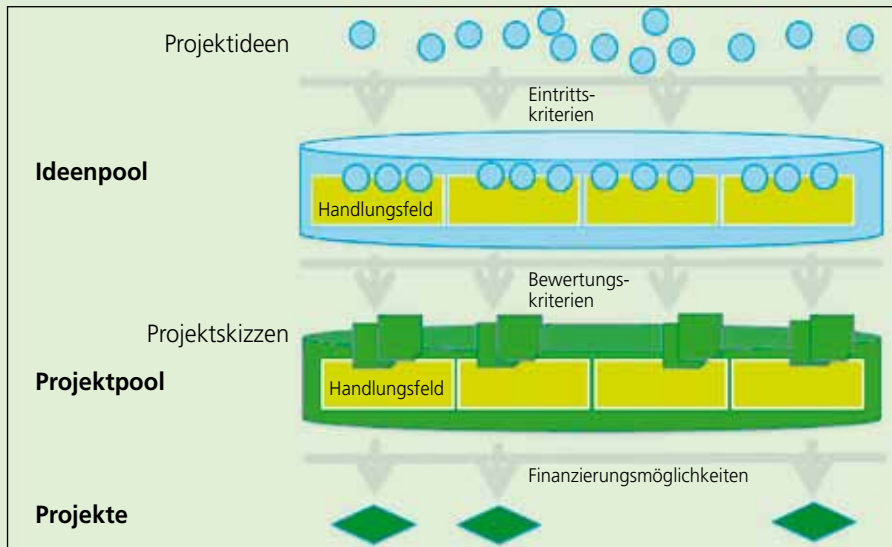 Projektideen
Eintritts-
kriterien
Ideenpool
Handlungsfeld
Bewertungs-
kriterien
Projektskizzen
Projektpool
Handlungsfeld
Finanzierungsmöglichkeiten
Projekte